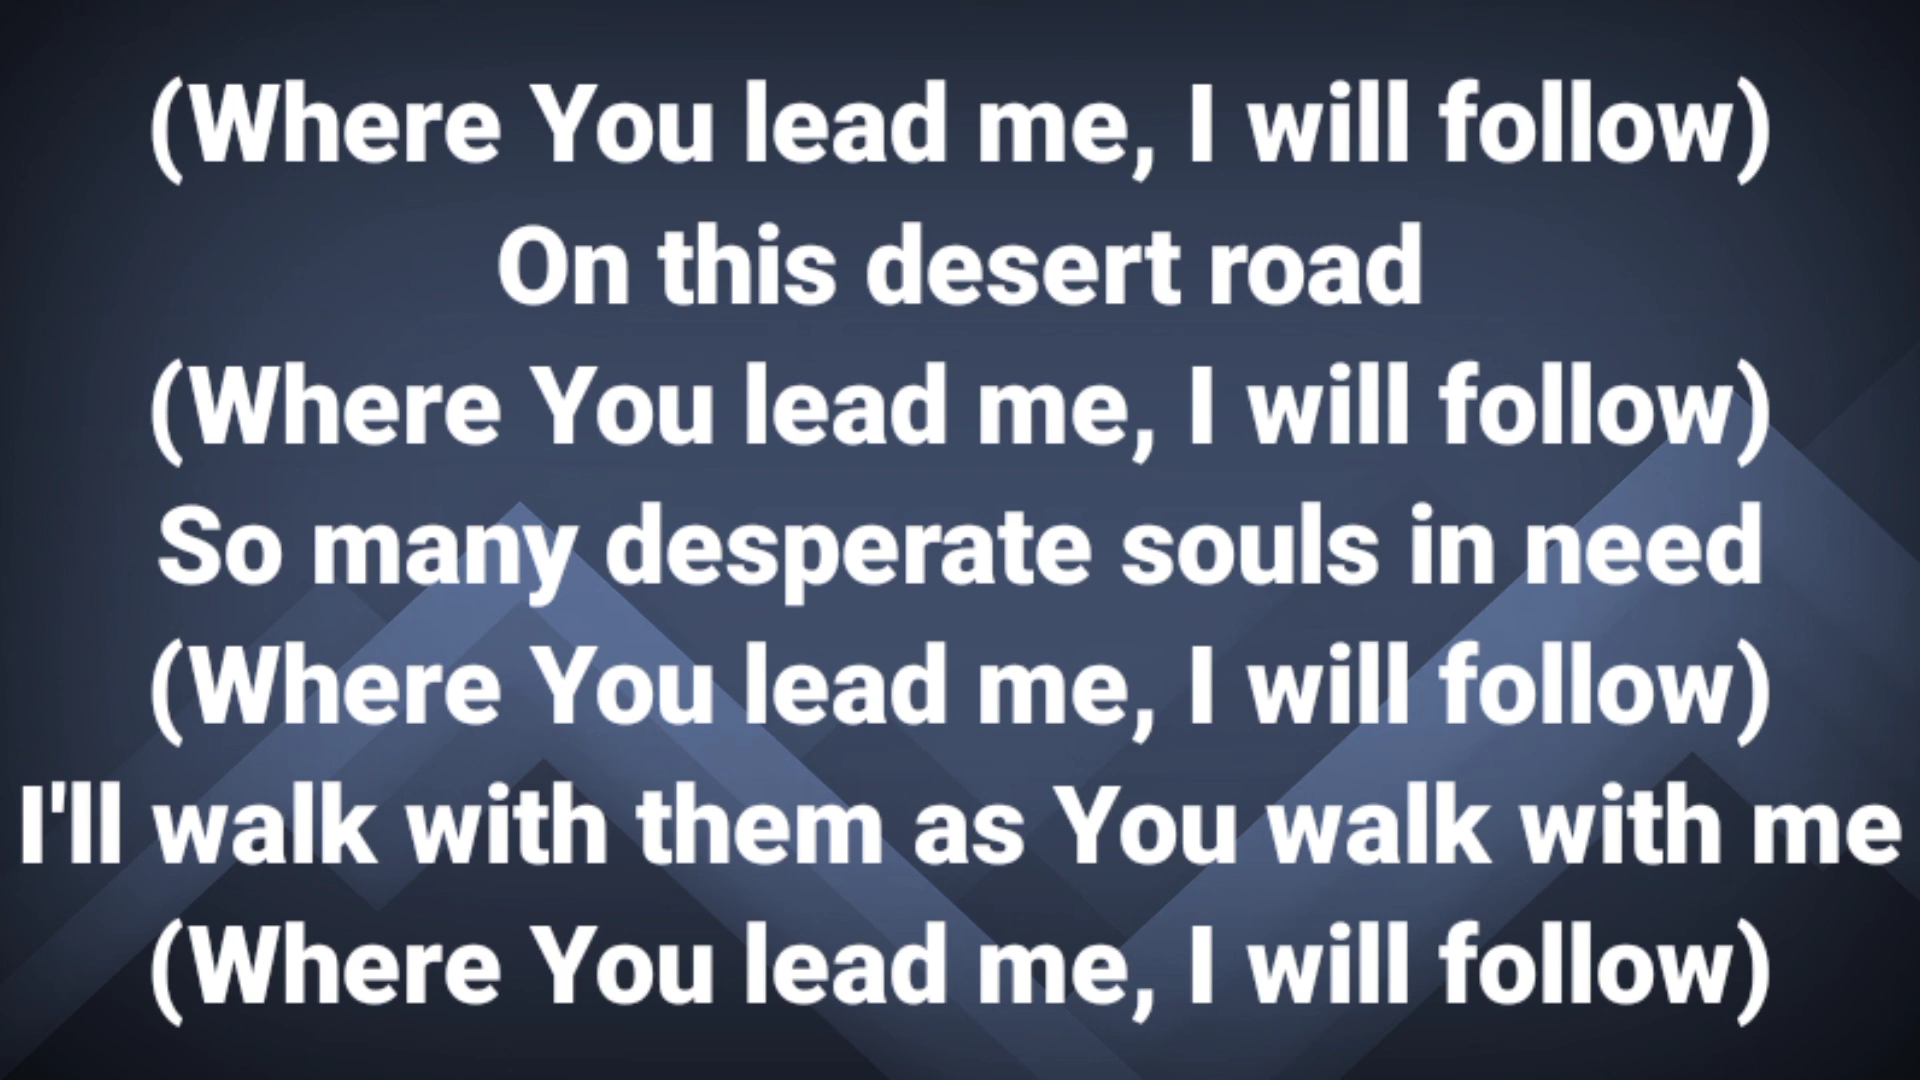 (Where You lead me, I will follow)
On this desert road
(Where You lead me, I will follow)
So many desperate souls in need
(Where You lead me, I will follow)
I'll walk with them as You walk with me
(Where You lead me, I will follow)